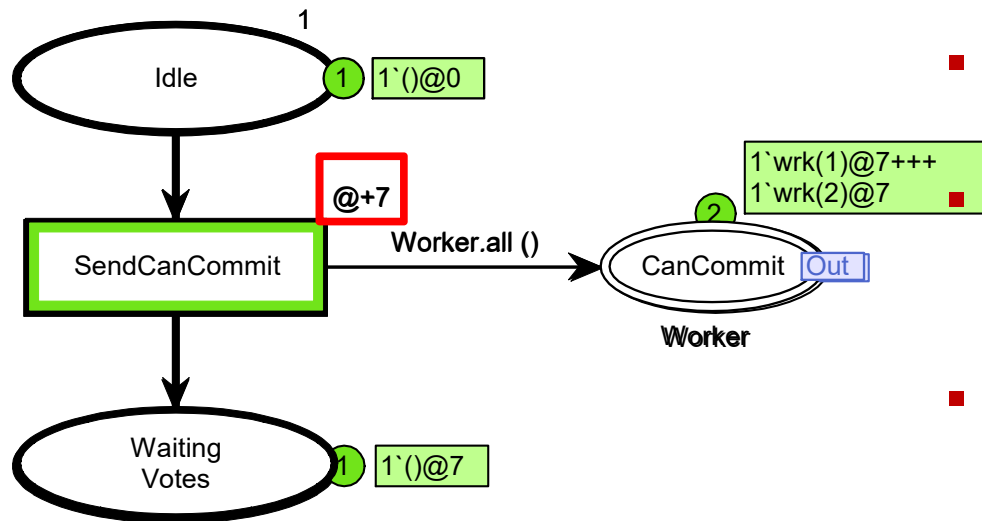 1
Idle
1
1`()@0
@+7
1`wrk(1)@7+++
1`wrk(2)@7
2
SendCanCommit
Worker.all ()
CanCommit
Out
Worker
Waiting
Votes
1
1`()@7